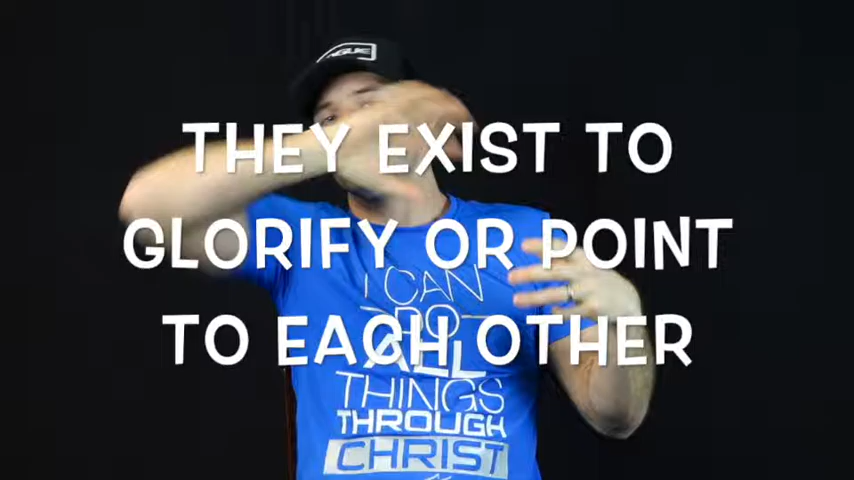 THEY EXIST TO
GLORIFY OR POINT
TO EACH OTHER
I CAN
DO
ALL
THINGS
THROUGH
CHRIST